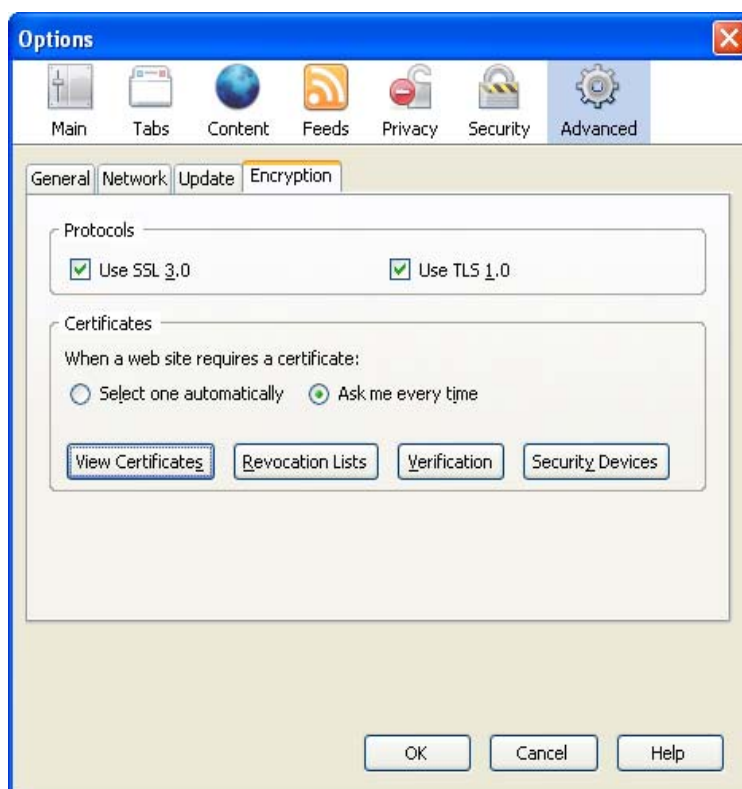 Options
Main Tabs Content Feeds Privacy Security Advanced
General Network Update Encryption
Protocols
Use SSL 3.0 Use TLS 1.0
Certificates
When a web site requires a certificate:
Select one automatically Ask me every time
View Certificates Revocation Lists Verification Security Devices
OK Cancel Help